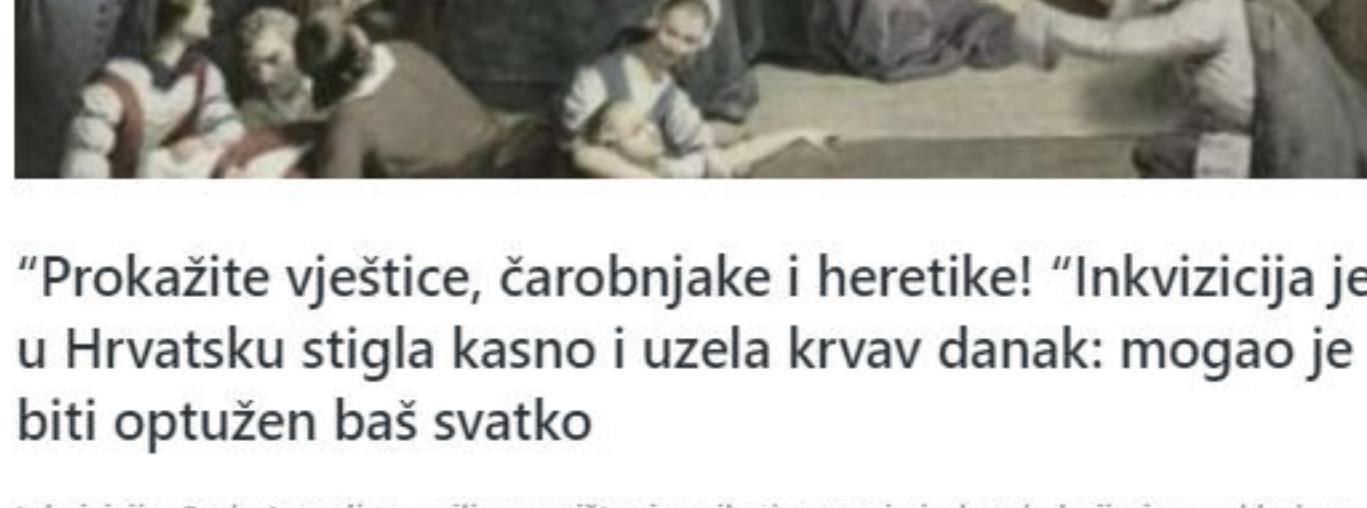 “Prokažite vještice, čarobnjake i heretike! “Inkvizicija je
u Hrvatsku stigla kasno i uzela krvav danak: mogao je
biti optužen baš svatko